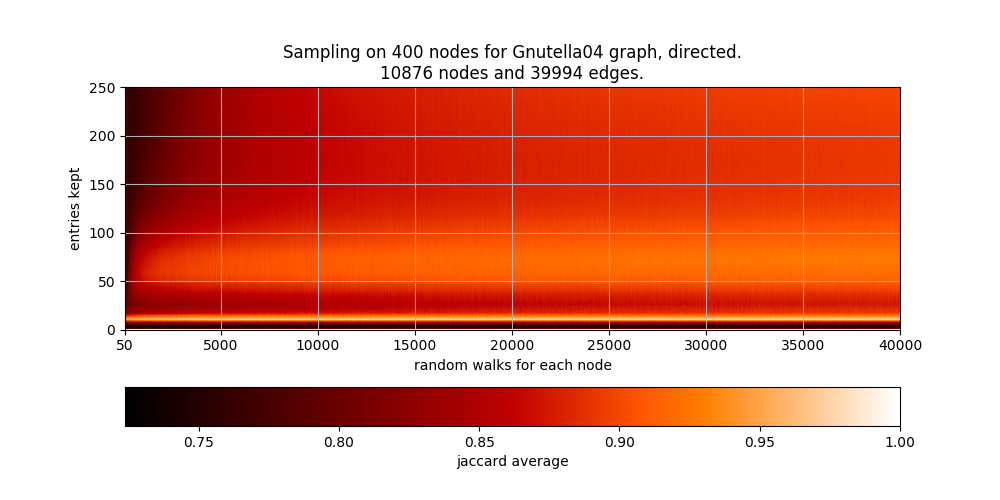 Sampling on 400 nodes for Gnutella04 graph, directed.
10876 nodes and 39994 edges.
250
200
150
100
50
0
entries kept
50 5000 10000 15000 20000 25000 30000 35000 40000
random walks for each node
0.75 0.80 0.85 0.90 0.95 1.00
jaccard average